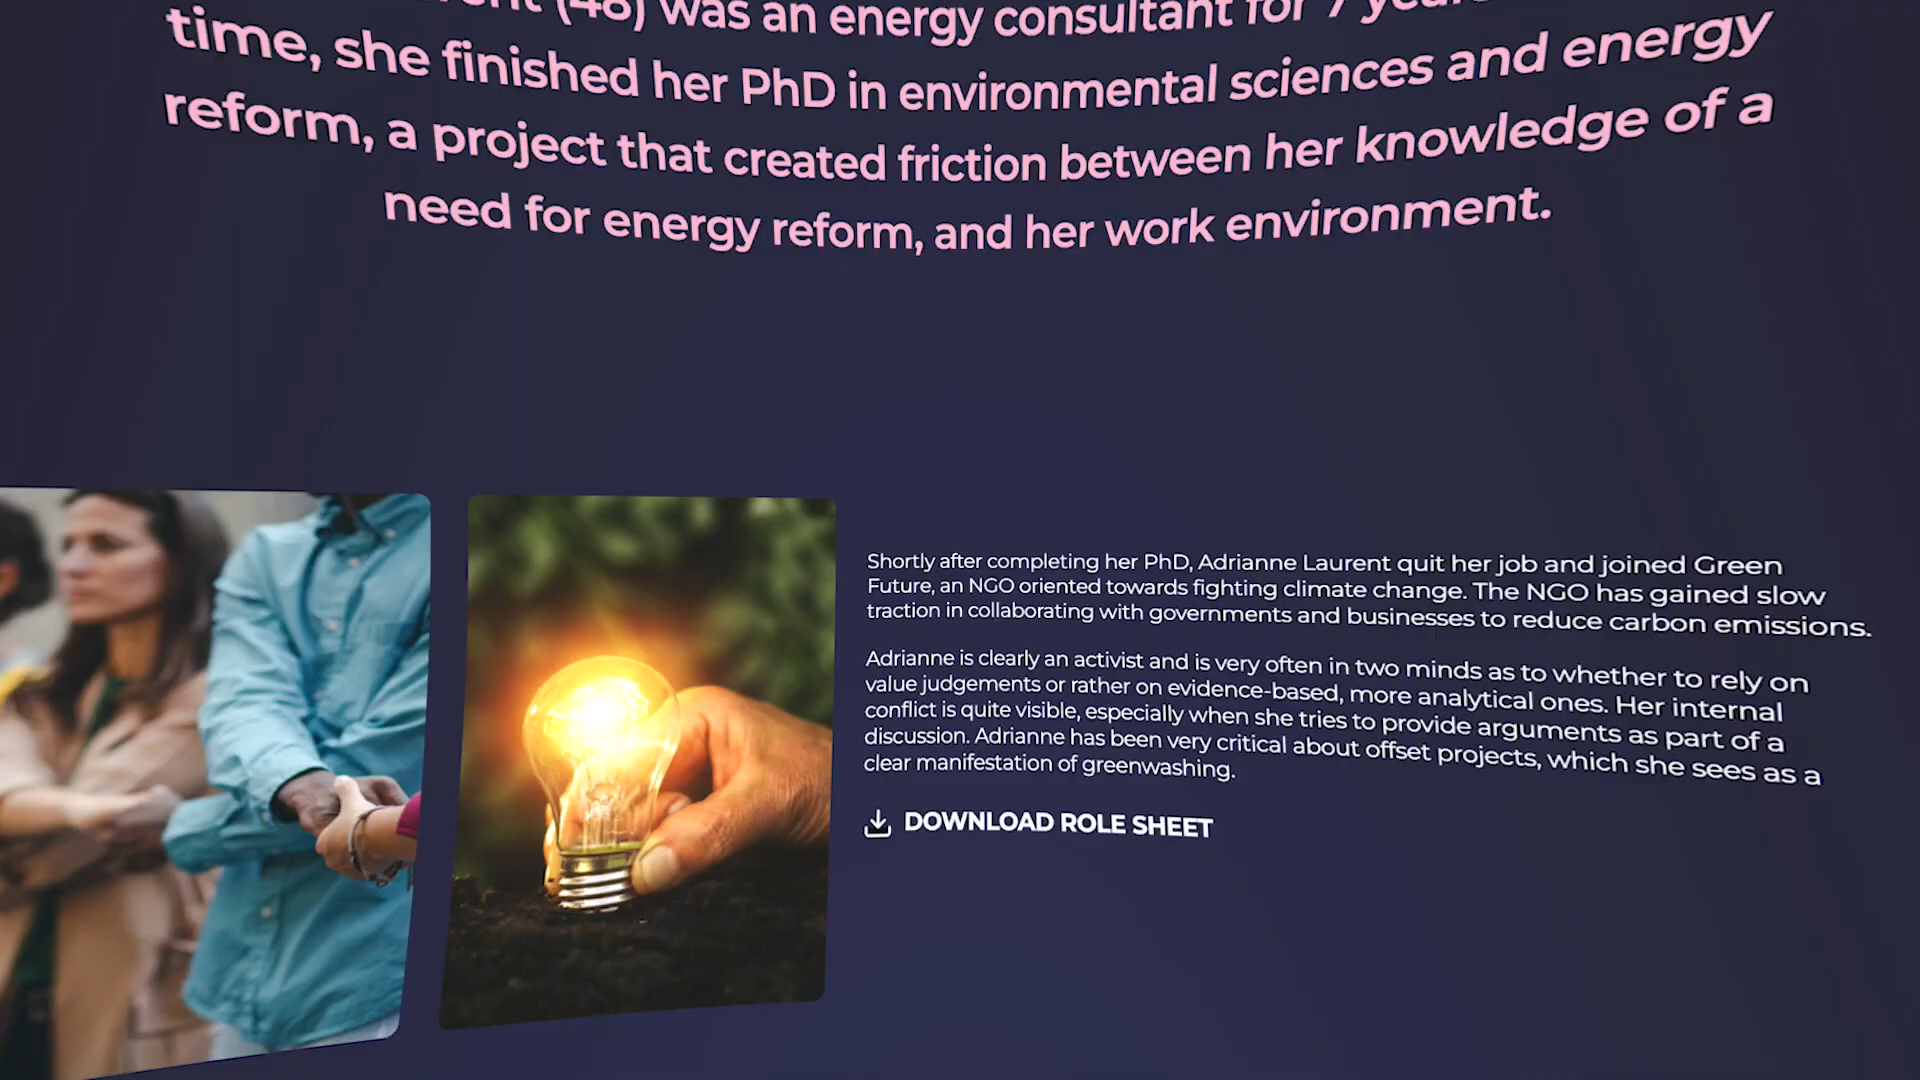 (48) was an energy consultant for 7
time, she finished her PhD in environmental sciences and energy
reform, a project that created friction between her knowledge of a
need for energy reform, and her work environment.
Shortly after completing her PhD, Adrianne Laurent quit her job and joined Green
Future, an NGO oriented towards fighting climate change. The NGO has gained slow
traction in collaborating with governments and businesses to reduce carbon emissions.
Adrianne is clearly an activist and is very often in two minds as to whether to rely on
value judgements or rather on evidence-based, more analytical ones. Her internal
conflict is quite visible, especially when she tries to provide arguments as part of a
discussion. Adrianne has been very critical about offset projects, which she sees as a
clear manifestation of greenwashing.
DOWNLOAD ROLE SHEET